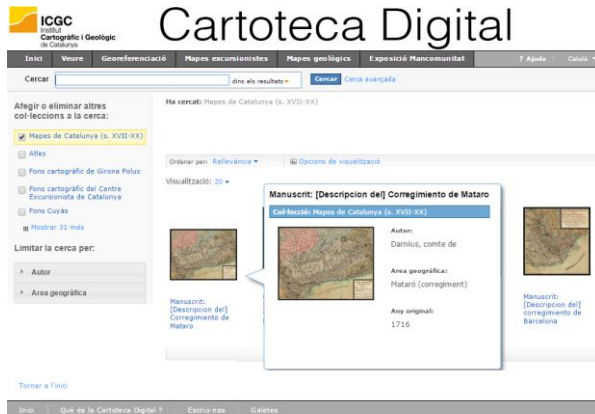 ICGC
Institut
Cartogràfic i Geològic
de Catalunya
Cartoteca Digital
Inici
Veure
Georeferenciació
Mapes excursionistes
Mapes geològics
Exposició Mancomunitat
? Ajuda
Català
Cercar
dins els resultats
Cercar
Cerca avançada
Afegir o eliminar altres
col·leccions a la cerca:
Mapes de Catalunya (s. XVII-XX)
Atles
Fons cartogràfic de Girona Polux
Fons cartogràfic del Centre
Excursionista de Catalunya
Fons Cuyàs
Mostrar 31 més
Limitar la cerca per:
Autor
Area geogràfica
Ha cercat: Mapes de Catalunya (s. XVII-XX)
Ordenar per: Rellevància
Opcions de visualització
Visualització: 20
Manuscrit:
[Descripcion del]
Corregimiento de
Mataro
Manuscrit: [Descripcion del] Corregimiento de Mataro
Col·lecció: Mapes de Catalunya (s. XVII-XX)
Autor:
Darnius, comte de
Area geogràfica:
Mataró (corregiment)
Any original:
1716
Manuscrit:
[Descripcion del]
corregimiento de
Barcelona
Tornar a l'inici
Inici
Què és la Cartoteca Digital ?
Escriu-nos
Galetes